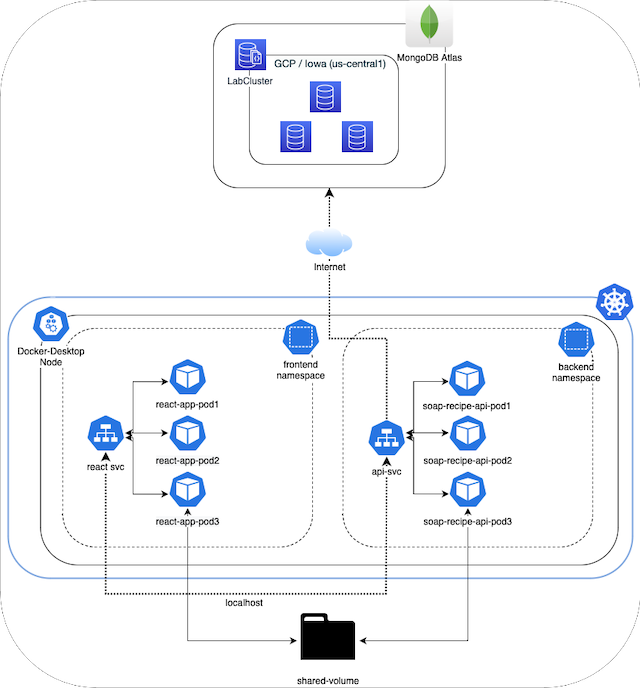 MongoDB Atlas
GCP / Iowa (us-central1)
LabCluster
Internet
Docker-Desktop
Node
frontend
namespace
backend
namespace
react-app-pod1
soap-recipe-api-pod1
react svc
react-app-pod2
api-svc
soap-recipe-api-pod2
react-app-pod3
soap-recipe-api-pod3
localhost
shared-volume